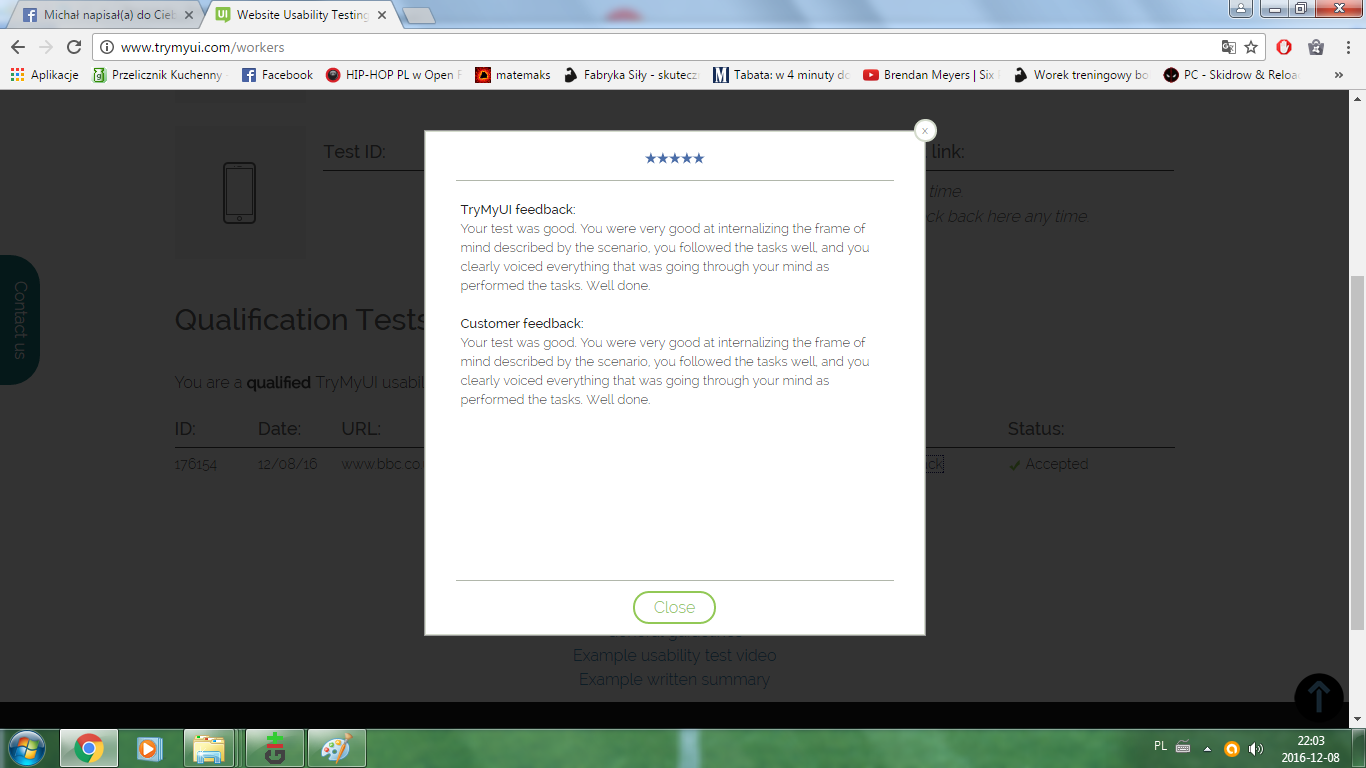 Michał napisał(a) do Cieb
Website Usability Testing
www.trymyui.com/workers
Aplikacje
Przelicznik Kuchenny -
Facebook
HIP-HOP PL w Open F
matemaks
Fabryka Siły - skutecz
Tabata: w 4 minuty do
Brendan Meyers | Six
Worek treningowy bo
PC - Skidrow & Reloa
»
x
Test ID:
link:
★★★★★
time.
ck back here any time
TryMyUI feedback:
Your test was good. You were very good at internalizing the frame of
mind described by the scenario, you followed the tasks well, and you
clearly voiced everything that was going through your mind as
performed the tasks. Well done.
Contact us
Qualification Tests
Customer feedback:
Your test was good. You were very good at internalizing the frame of
mind described by the scenario, you followed the tasks well, and you
clearly voiced everything that was going through your mind as
performed the tasks. Well done.
You are a qualified TryMyUI usabil
ID:
Date:
URL:
Status:
176154
12/08/16
www.bbc.co
ck
Accepted
Close
Example usability test video
Example written summary
PL
22:03
2016-12-08